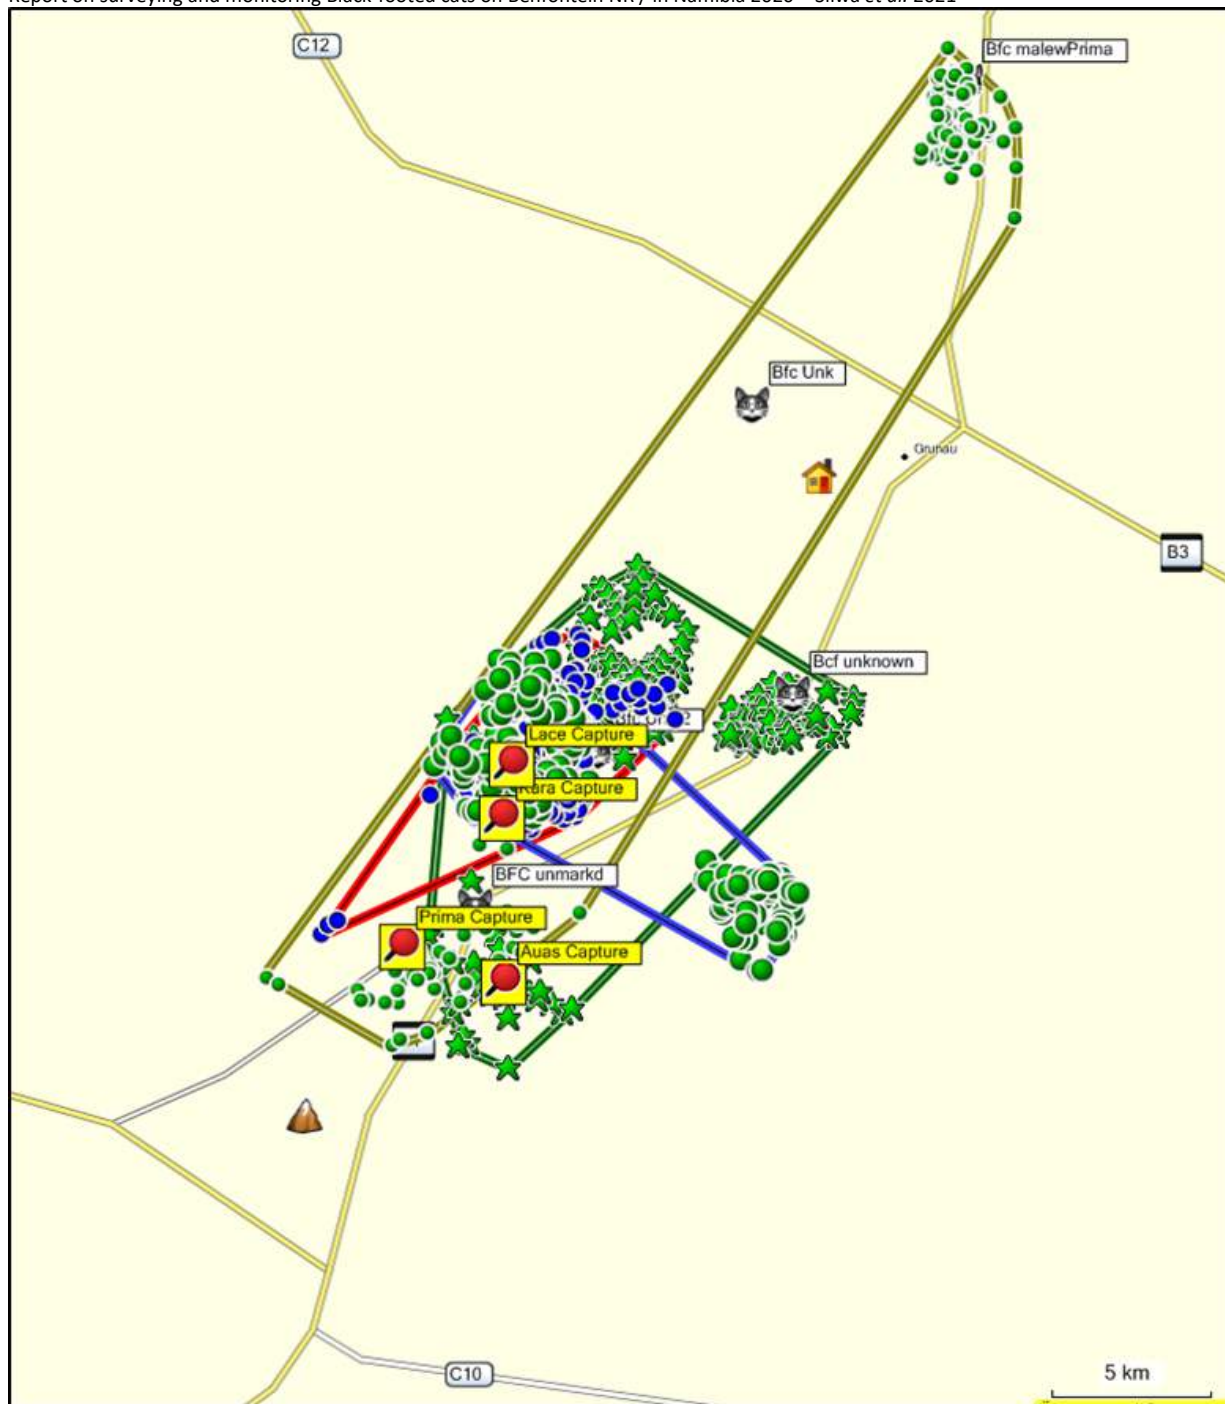 Report on surveying and monitoring Black-footed cats on Benfontein NR / in Namibia 2020 – Sliwa et al. 2021
C12
Bfc malewPrima
Bfc Unk
Grunau
B3
Bcf unknown
Lace Capture
Kara Capture
BFC unmarkd
Prima Capture
Auas Capture
C10
5 km